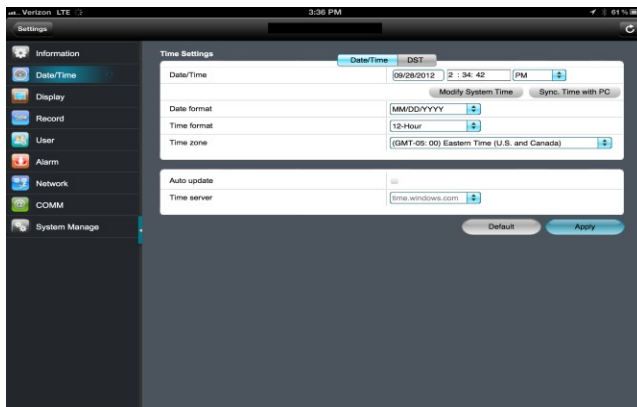 Verizon LTE
3:36 PM
61%
Settings
Information
Date/Time
Display
Record
User
Alarm
Network
COMM
System Manage
Time Settings
Date/Time DST
Date/Time 09/28/2012 2 : 34: 42 PM
Modify System Time Sync. Time with PC
Date format MM/DD/YYYY
Time format 12-Hour
Time zone (GMT-05: 00) Eastern Time (U.S. and Canada)
Auto update
Time server time.windows.com
Default Apply